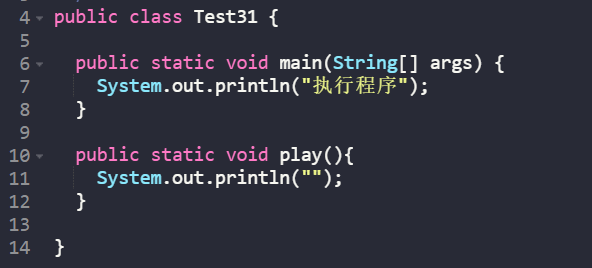 4 public class Test31 {
5
6 public static void main(String[] args) {
7 System.out.println("执行程序");
8 }
9
10 public static void play(){
11 System.out.println("");
12 }
13
14 }